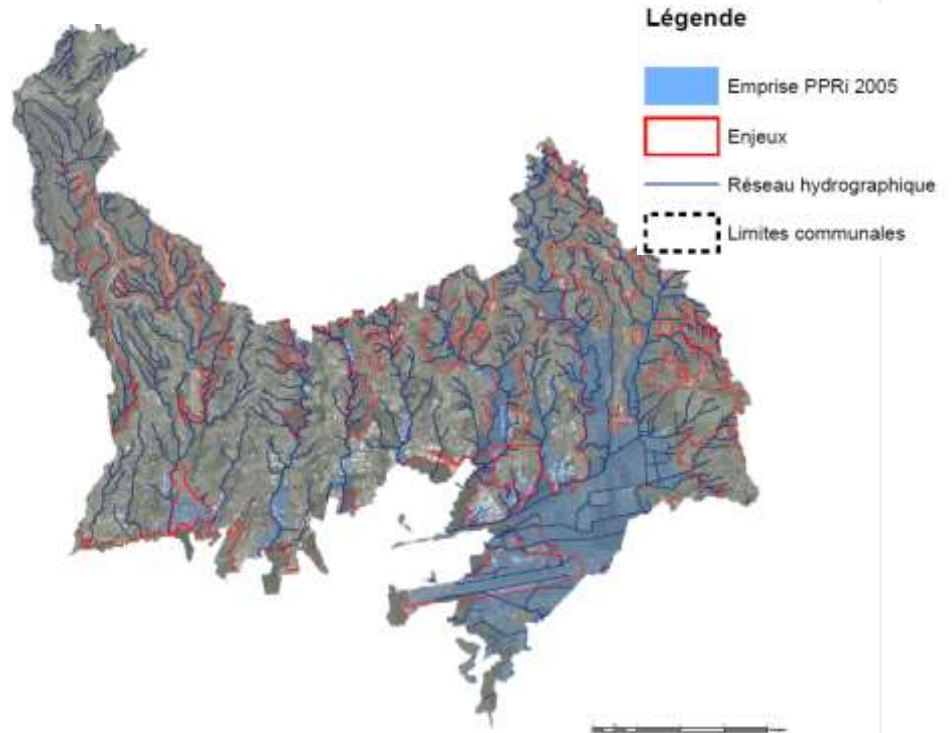 Légende
Emprise PPRi 2005
Enjeux
Réseau hydrographique
Limites communales